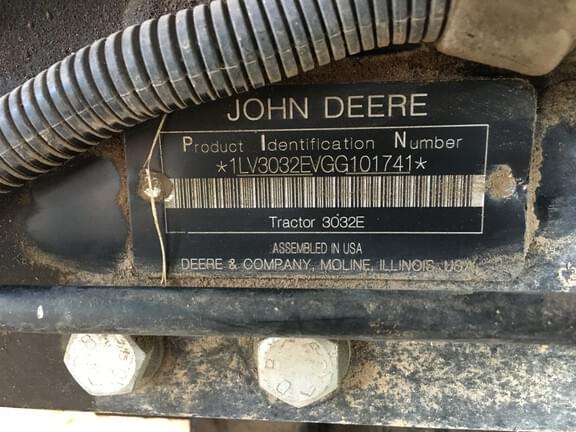 JOHN DEERE
Product Identification Number
*1LV3032EVGG101741*
Tractor 3032E
ASSEMBLED IN USA
DEERE & COMPANY, MOLINE, ILLINOIS, USA